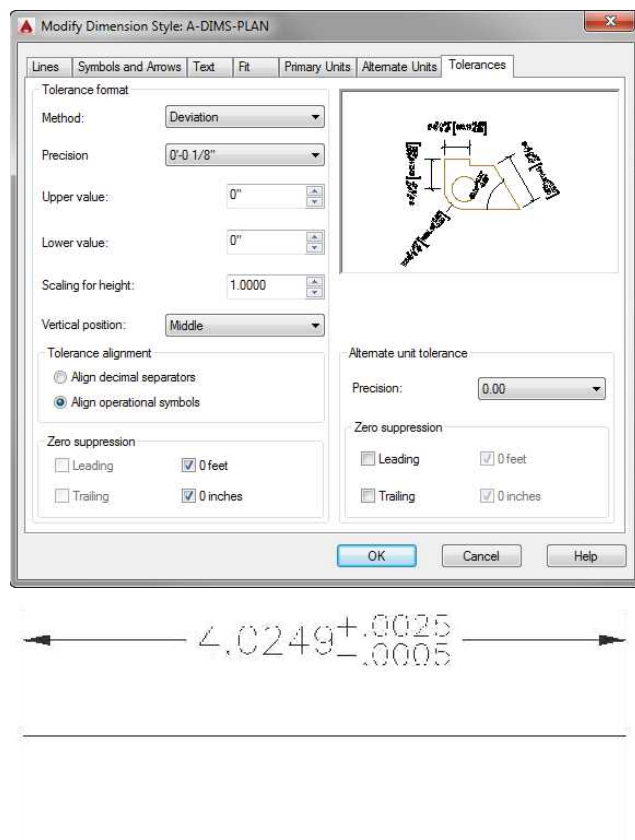 Modify Dimension Style: A-DIMS-PLAN
Lines Symbols and Arrows Text Fit Primary Units Alternate Units Tolerances
Tolerance format
Method: Deviation
Precision 0'-0 1/8"
Upper value: 0"
Lower value: 0"
Scaling for height: 1.0000
Vertical position: Middle
Tolerance alignment
Align decimal separators
Align operational symbols
Zero suppression
Leading 0 feet
Trailing 0 inches
Alternate unit tolerance
Precision: 0.00
Zero suppression
Leading 0 feet
Trailing 0 inches
OK Cancel Help
4.0249 +.0025
-.0005